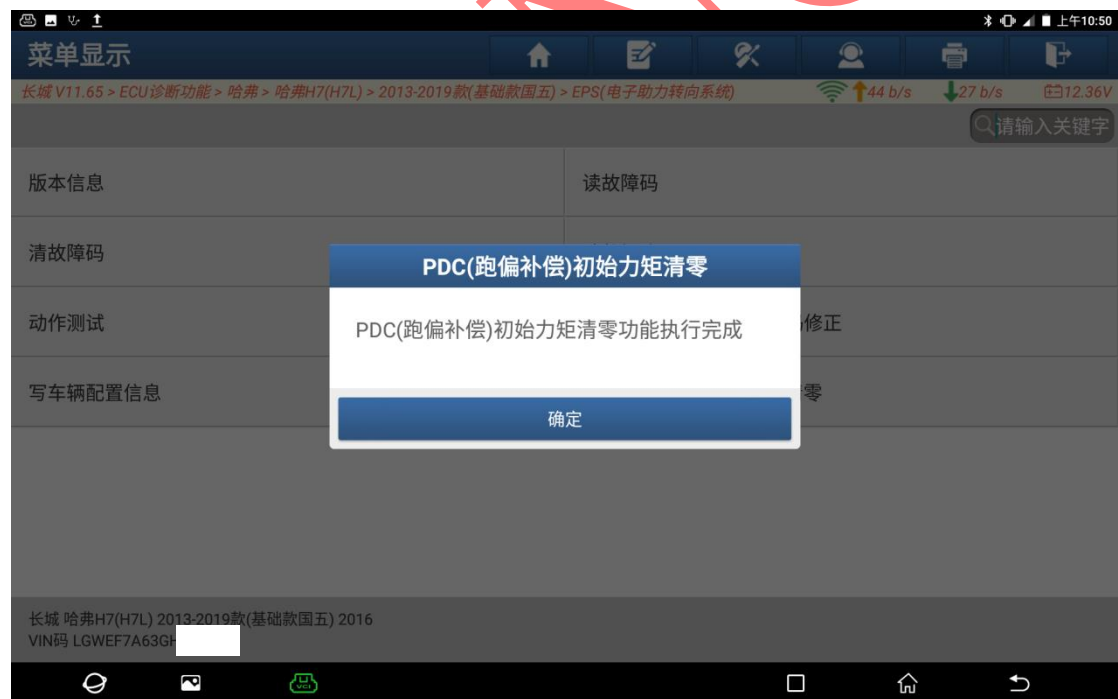 上午10:50
菜单显示
长城 V11.65 > ECU诊断功能 > 哈弗 > 哈弗H7(H7L) > 2013-2019款(基础款国五) > EPS(电子助力转向系统)
44 b/s
27 b/s
12.36V
请输入关键字
版本信息
读故障码
清故障码
PDC(跑偏补偿)初始力矩清零
动作测试
PDC(跑偏补偿)初始力矩清零功能执行完成
修正
写车辆配置信息
零
确定
长城 哈弗H7(H7L) 2013-2019款(基础款国五) 2016
VIN码 LGWEF7A63GH
VCI